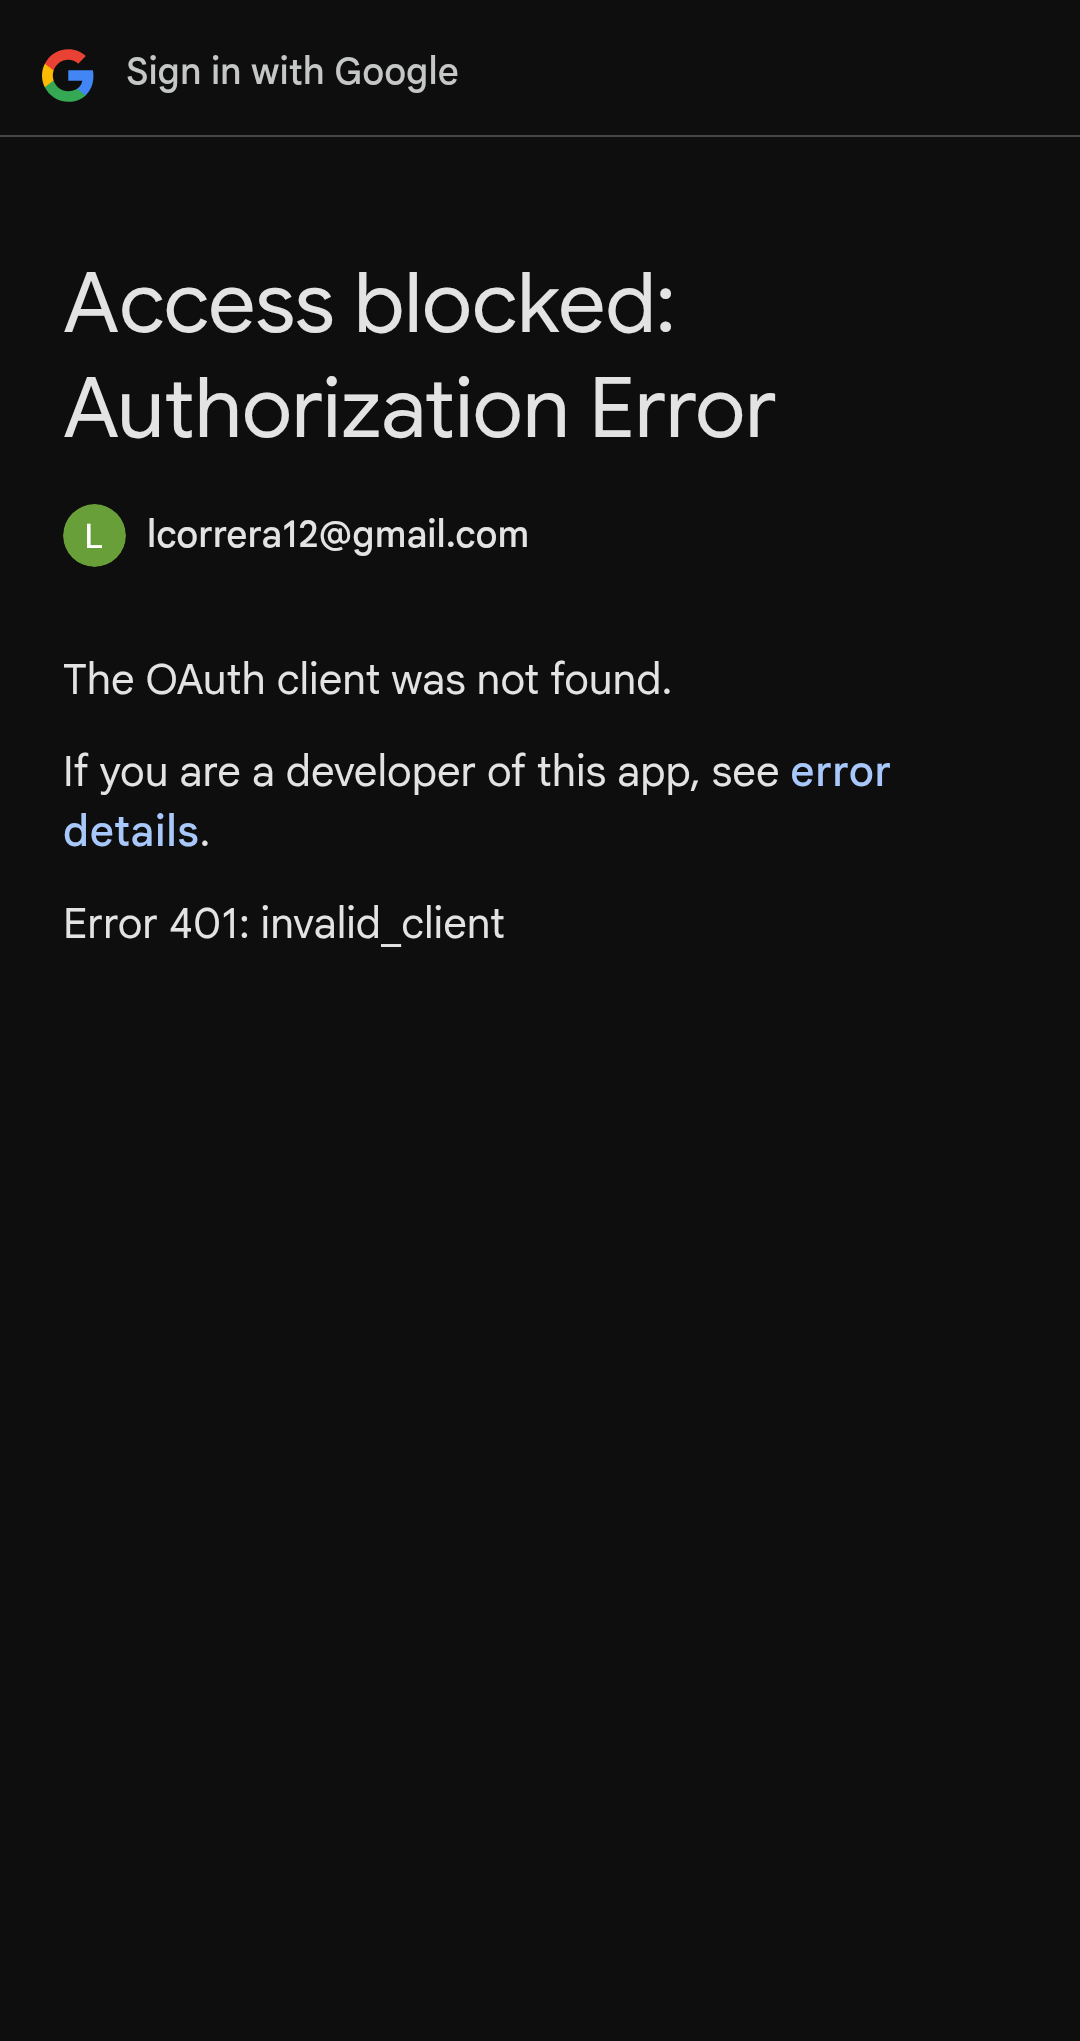 Sign in with Google
Access blocked:
Authorization Error
L lcorrera12@gmail.com
The OAuth client was not found.
If you are a developer of this app, see error
details.
Error 401: invalid_client